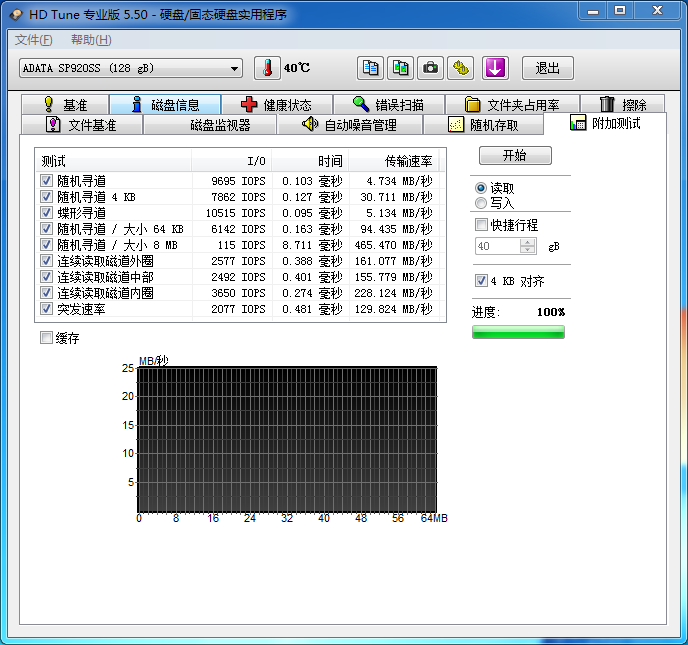 HD Tune 专业版 5.50 - 硬盘/固态硬盘实用程序
文件(F) 帮助(H)
ADATA SP920SS (128 gB) 40℃ 退出
基准 磁盘信息 健康状态 错误扫描 文件夹占用率 擦除
文件基准 磁盘监视器 自动噪音管理 随机存取 附加测试
测试 I/O 时间 传输速率
随机寻道 9695 IOPS 0.103 毫秒 4.734 MB/秒
随机寻道 4 KB 7862 IOPS 0.127 毫秒 30.711 MB/秒
蝶形寻道 10515 IOPS 0.095 毫秒 5.134 MB/秒
随机寻道 / 大小 64 KB 6142 IOPS 0.163 毫秒 94.435 MB/秒
随机寻道 / 大小 8 MB 115 IOPS 8.711 毫秒 465.470 MB/秒
连续读取磁道外圈 2577 IOPS 0.388 毫秒 161.077 MB/秒
连续读取磁道中部 2492 IOPS 0.401 毫秒 155.779 MB/秒
连续读取磁道内圈 3650 IOPS 0.274 毫秒 228.124 MB/秒
突发速率 2077 IOPS 0.481 毫秒 129.824 MB/秒
缓存
开始
读取
写入
快捷行程
40 gB
4 KB 对齐
进度: 100%
MB/秒
25
20
15
10
5
0 8 16 24 32 40 48 56 64MB